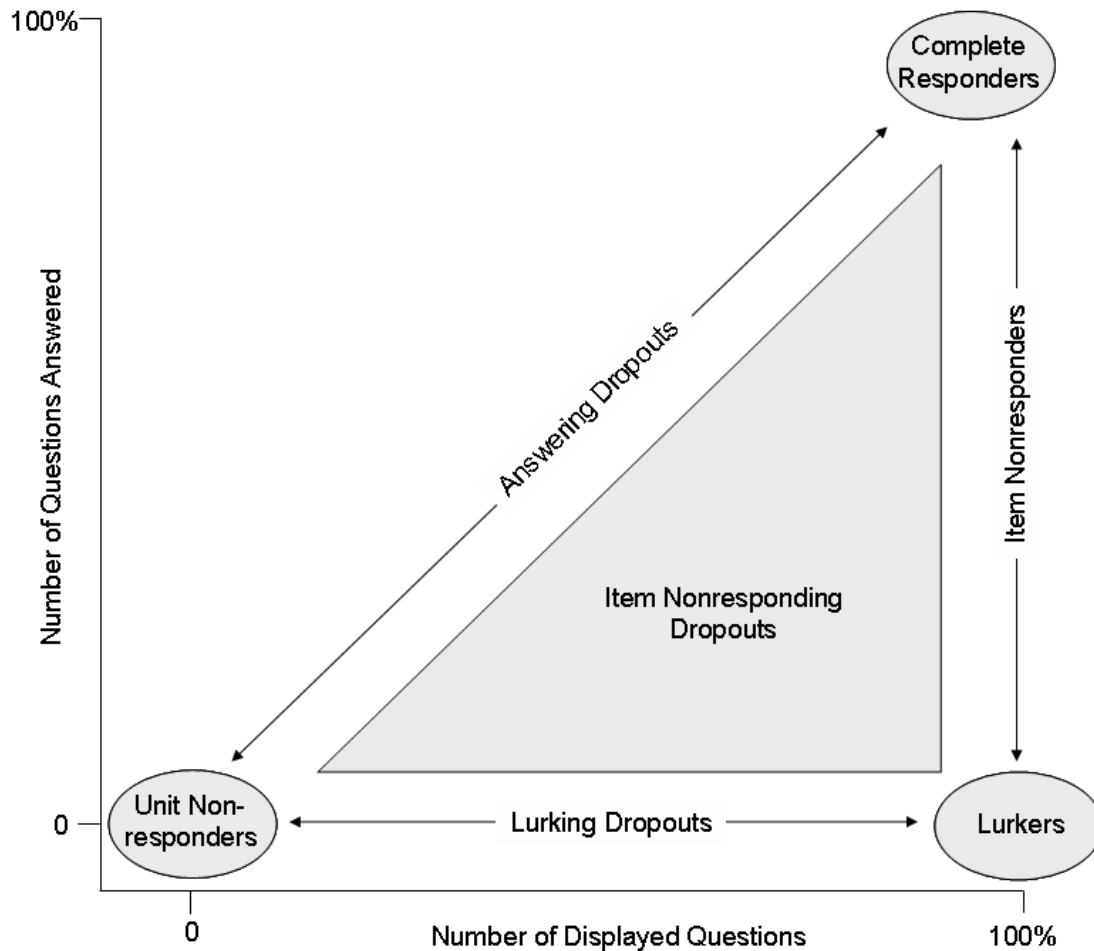 100%
Complete
Responders
Number of Questions Answered
Answering Dropouts
Item Nonresponders
Item Nonresponding
Dropouts
Unit Non-
responders
0
Lurking Dropouts
Lurkers
0
Number of Displayed Questions
100%